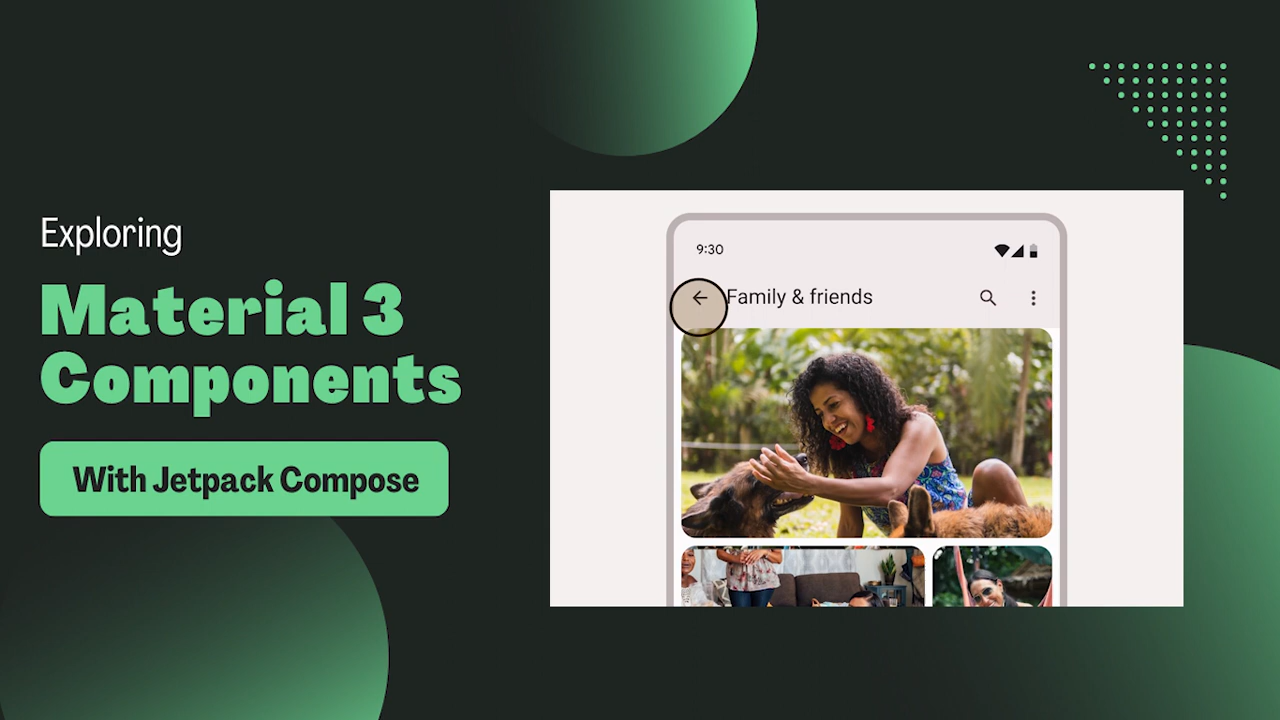 Exploring
Material 3
Components
With Jetpack Compose
9:30
Family & friends